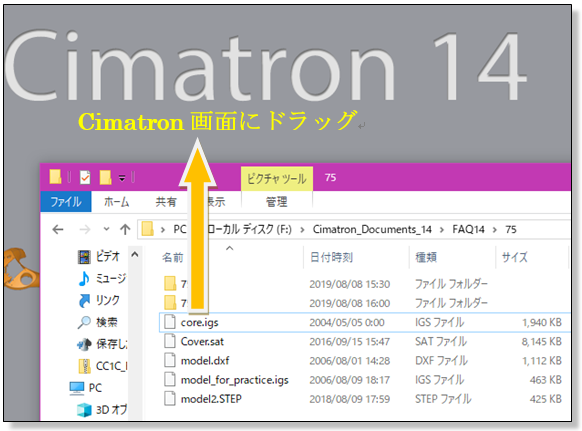 Cimatron 14
Cimatron 画面にドラッグ
ピクチャ ツール 75
ファイル ホーム 共有 表示 管理
PC ローカル ディスク (F:) Cimatron_Documents_14 FAQ14 75
名前 日付時刻 種類 サイズ
ビデオ
ミュージ
リンク
検索
保存し
CC1C_
PC
3D オブ
2019/08/08 15:30 ファイル フォルダー
2019/08/08 16:00 ファイル フォルダー
core.igs 2004/05/05 0:00 IGS ファイル 1,940 KB
Cover.sat 2016/09/15 15:47 SAT ファイル 8,145 KB
model.dxf 2006/08/01 14:28 DXF ファイル 1,112 KB
model_for_practice.igs 2006/08/09 18:17 IGS ファイル 463 KB
model2.STEP 2018/08/09 17:59 STEP ファイル 425 KB